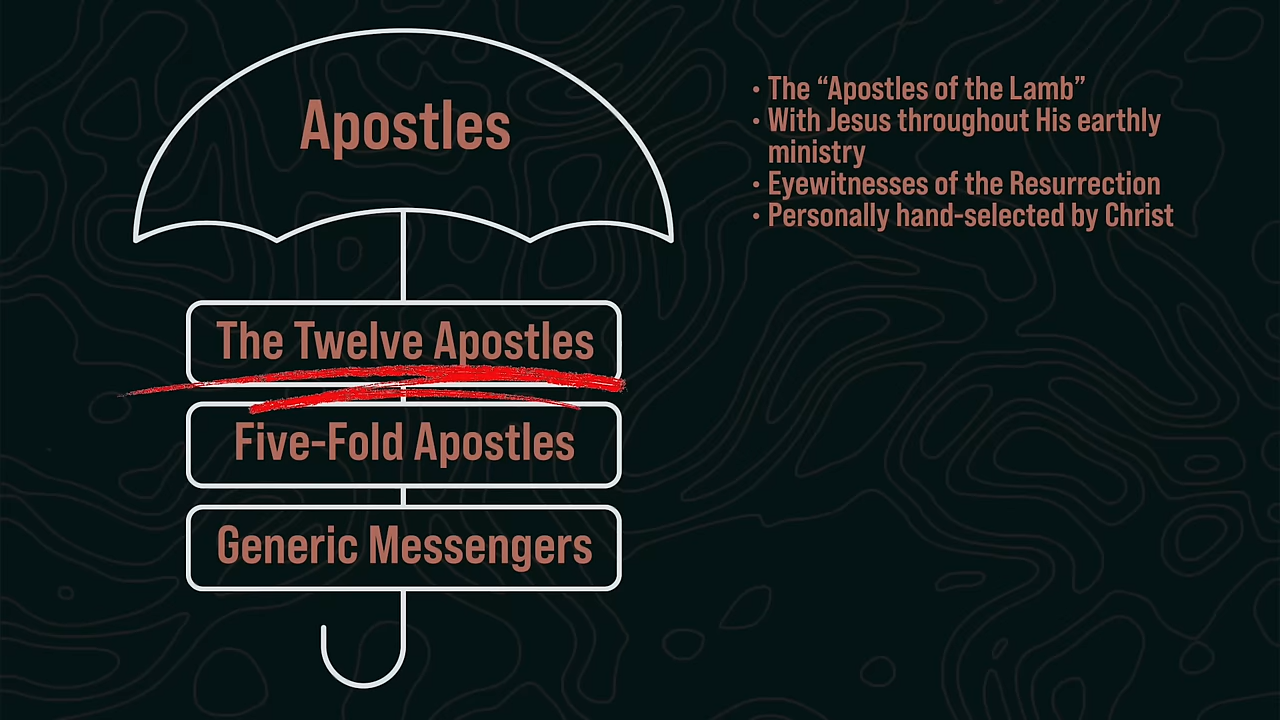 Apostles
The Twelve Apostles
Five-Fold Apostles
Generic Messengers
• The “Apostles of the Lamb”
• With Jesus throughout His earthly
ministry
• Eyewitnesses of the Resurrection
• Personally hand-selected by Christ